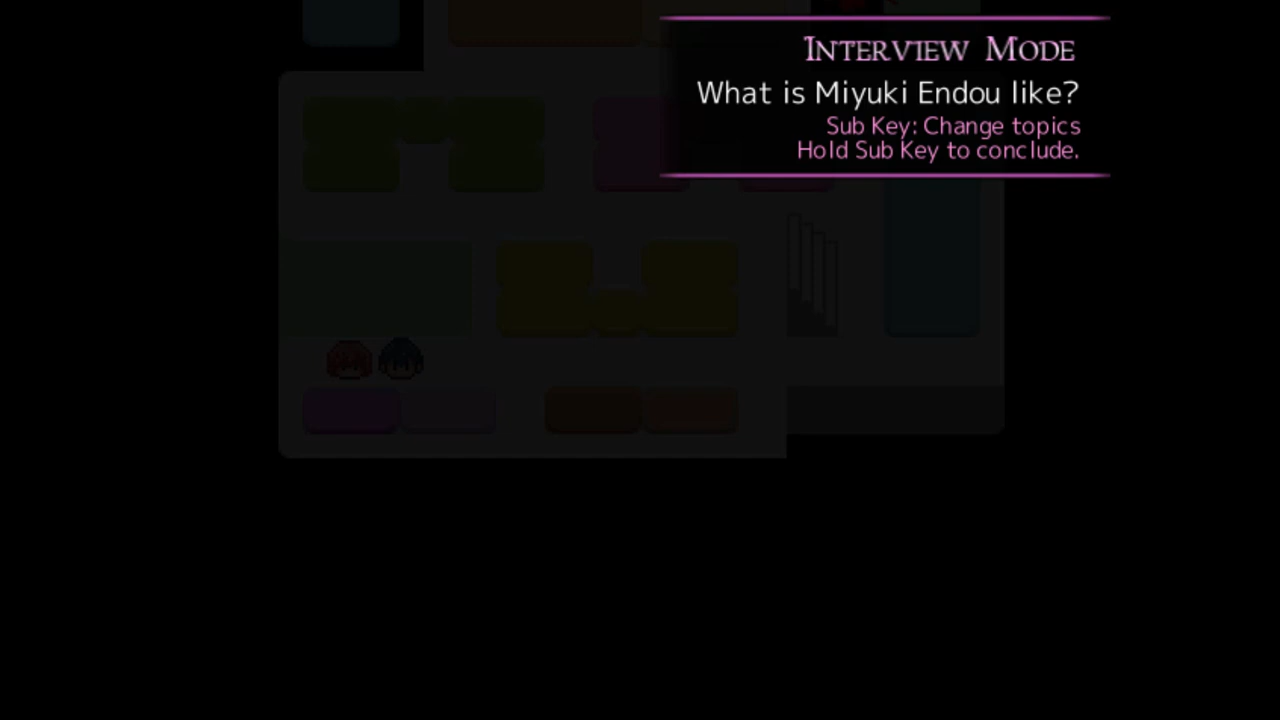 Interview Mode
What is Miyuki Endou like?
Sub Key: Change topics
Hold Sub Key to conclude.